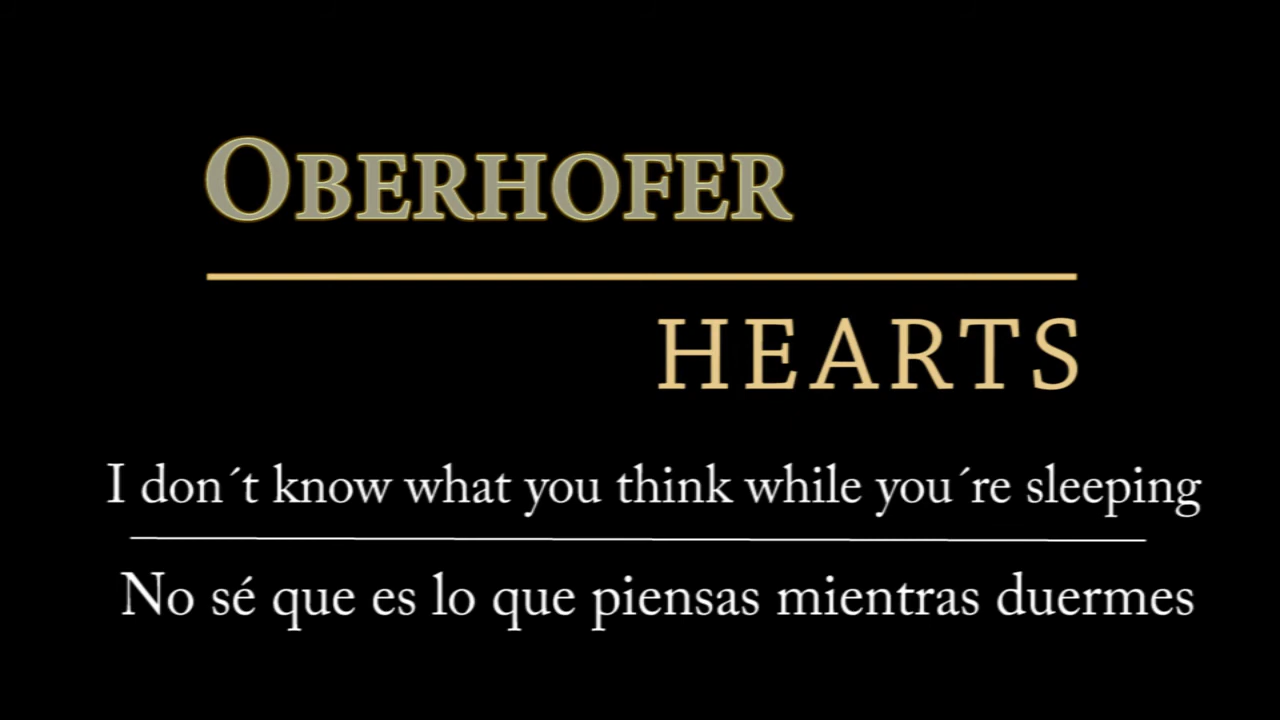 OBERHOFER
HEARTS
I don´t know what you think while you´re sleeping
No sé que es lo que piensas mientras duermes